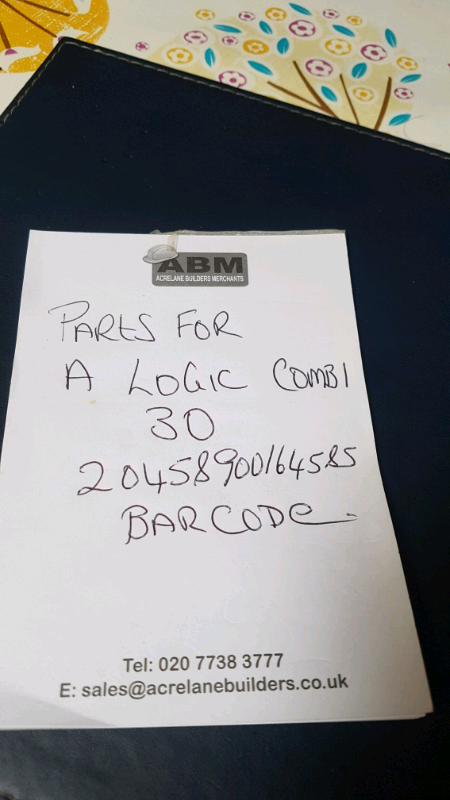 ABM
ACRELANE BUILDERS MERCHANTS
PARTS FOR
A LOGIC COMBI
30
20458900164585
BARCODE.
Tel: 020 7738 3777
E: sales@acrelanebuilders.co.uk